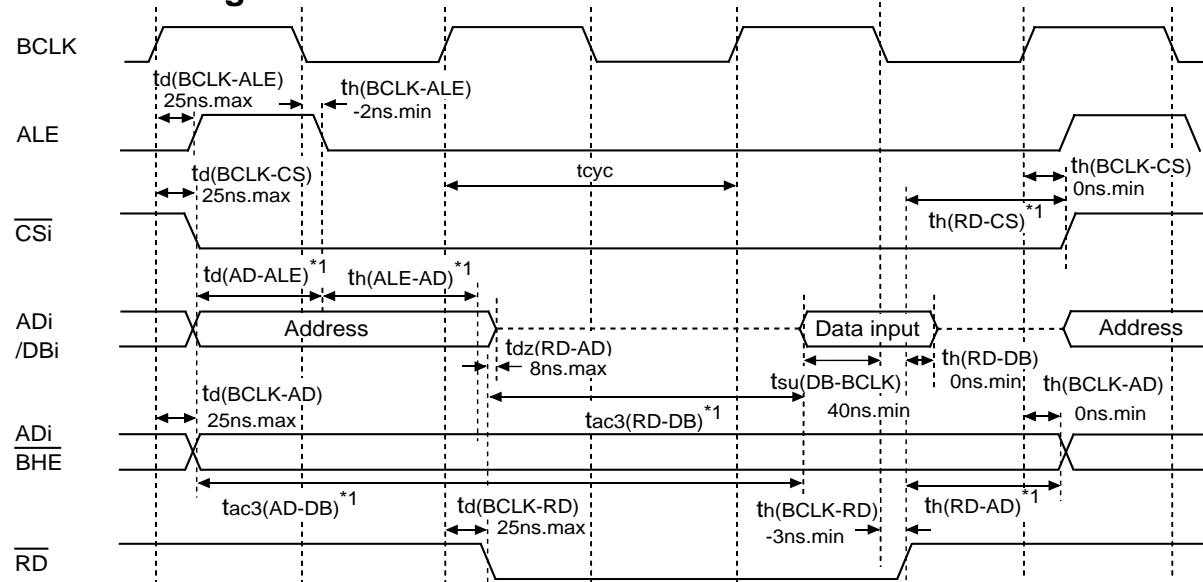 g
BCLK
td(BCLK-ALE)
25ns.max
th(BCLK-ALE)
-2ns.min
ALE
td(BCLK-CS)
25ns.max
tcyc
th(BCLK-CS)
0ns.min
th(RD-CS)*1
CSi
td(AD-ALE)*1
th(ALE-AD)*1
ADi
/DBi
Address
Data input
Address
tdz(RD-AD)
8ns.max
th(RD-DB)
0ns.min
tsu(DB-BCLK)
40ns.min
th(BCLK-AD)
0ns.min
td(BCLK-AD)
25ns.max
tac3(RD-DB)*1
ADi
BHE
tac3(AD-DB)*1
td(BCLK-RD)
25ns.max
th(BCLK-RD)
-3ns.min
th(RD-AD)*1
RD